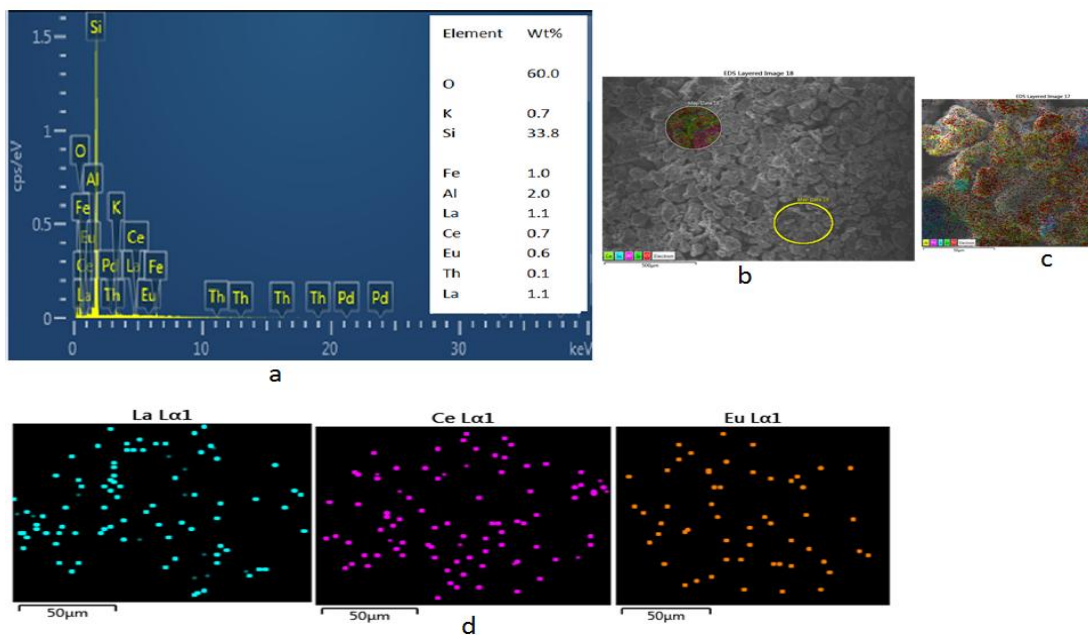 1.5
1
0.5
0
cps/eV
Si
O
Al
Fe
K
Eu
Ce
Ce
Pd
La
Fe
La
Th
Eu
Th
Th
Th
Th
Pd
Pd
0
10
20
30
keV
Element Wt%
O 60.0
K 0.7
Si 33.8
Fe 1.0
Al 2.0
La 1.1
Ce 0.7
Eu 0.6
Th 0.1
La 1.1
a
EDS Layered Image 18
Electron
b
EDS Layered Image 17
Electron
c
La Lα1
Ce Lα1
Eu Lα1
50μm
50μm
50μm
d